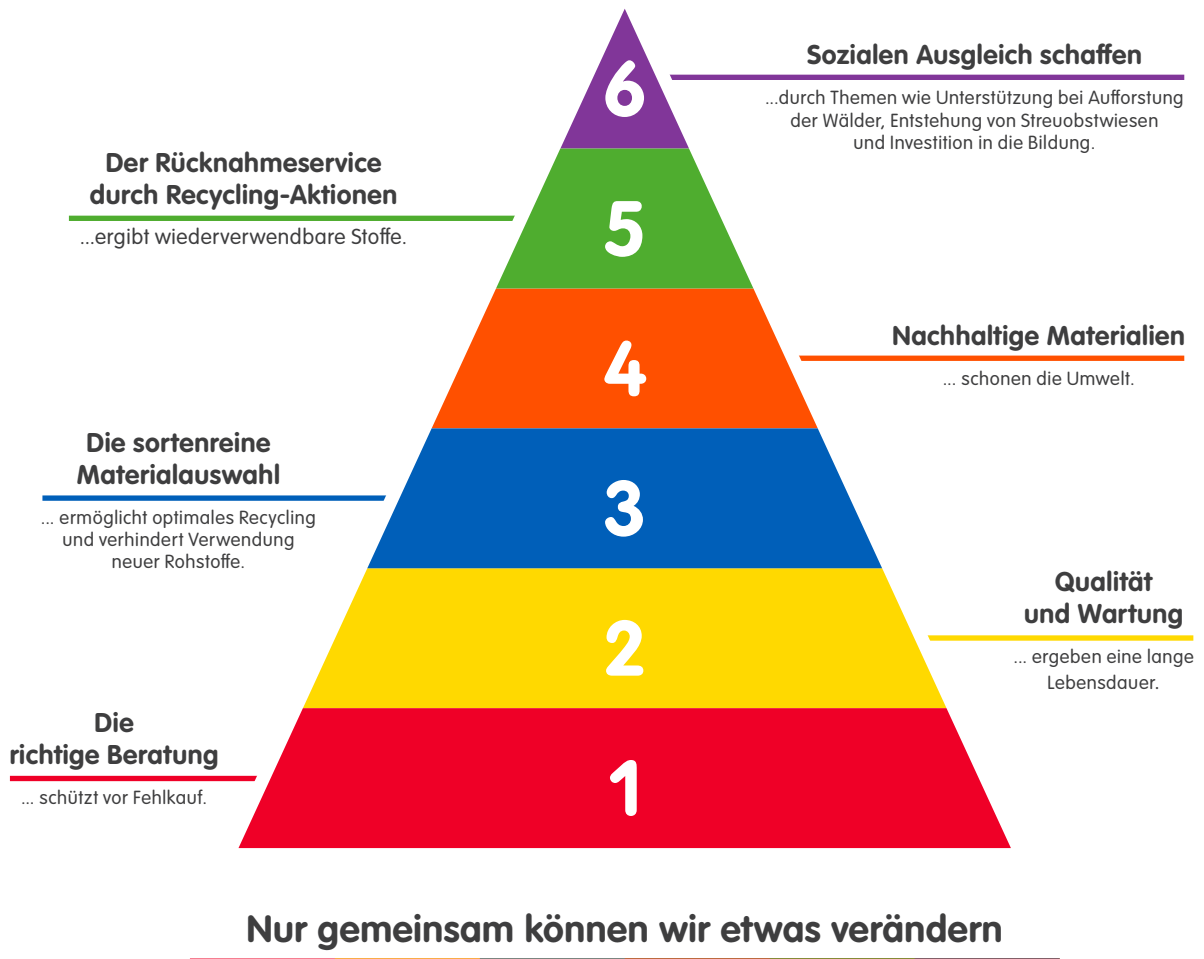 6
Sozialen Ausgleich schaffen
...durch Themen wie Unterstützung bei Aufforstung
der Wälder, Entstehung von Streuobstwiesen
und Investition in die Bildung.
Der Rücknahmeservice
durch Recycling-Aktionen
...ergibt wiederverwendbare Stoffe.
5
4
Nachhaltige Materialien
... schonen die Umwelt.
Die sortenreine
Materialauswahl
... ermöglicht optimales Recycling
und verhindert Verwendung
neuer Rohstoffe.
3
2
Qualität
und Wartung
... ergeben eine lange
Lebensdauer.
Die
richtige Beratung
... schützt vor Fehlkauf.
1
Nur gemeinsam können wir etwas verändern